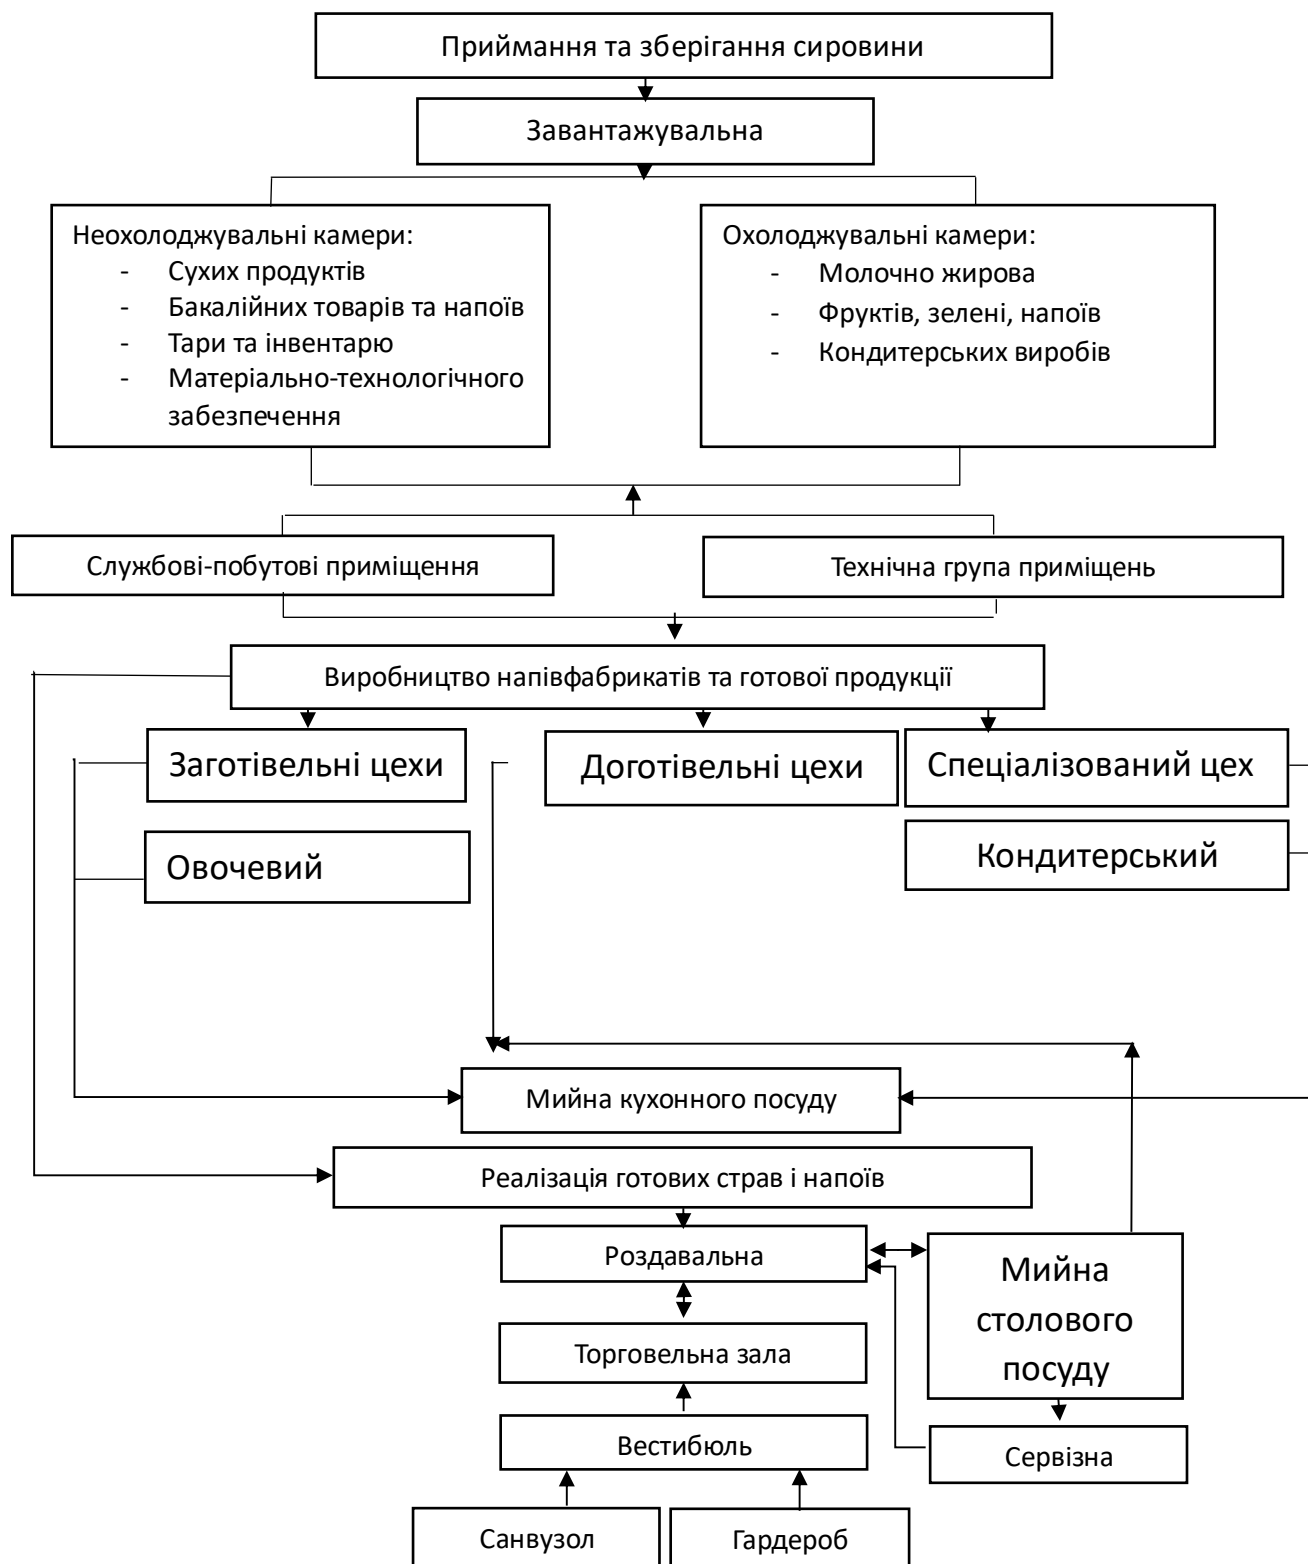 Приймання та зберігання сировини
Завантажувальна
Неохолоджувальні камери:
- Сухих продуктів
- Бакалійних товарів та напоїв
- Тари та інвентарю
- Матеріально-технологічного
забезпечення
Охолоджувальні камери:
- Молочно жирова
- Фруктів, зелені, напоїв
- Кондитерських виробів
Службові-побутові приміщення
Технічна група приміщень
Виробництво напівфабрикатів та готової продукції
Заготівельні цехи
Доготівельні цехи
Спеціалізований цех
Овочевий
Кондитерський
Мийна кухонного посуду
Реалізація готових страв і напоїв
Роздавальна
Мийна
столового
посуду
Торговельна зала
Вестибюль
Сервізна
Санвузол
Гардероб